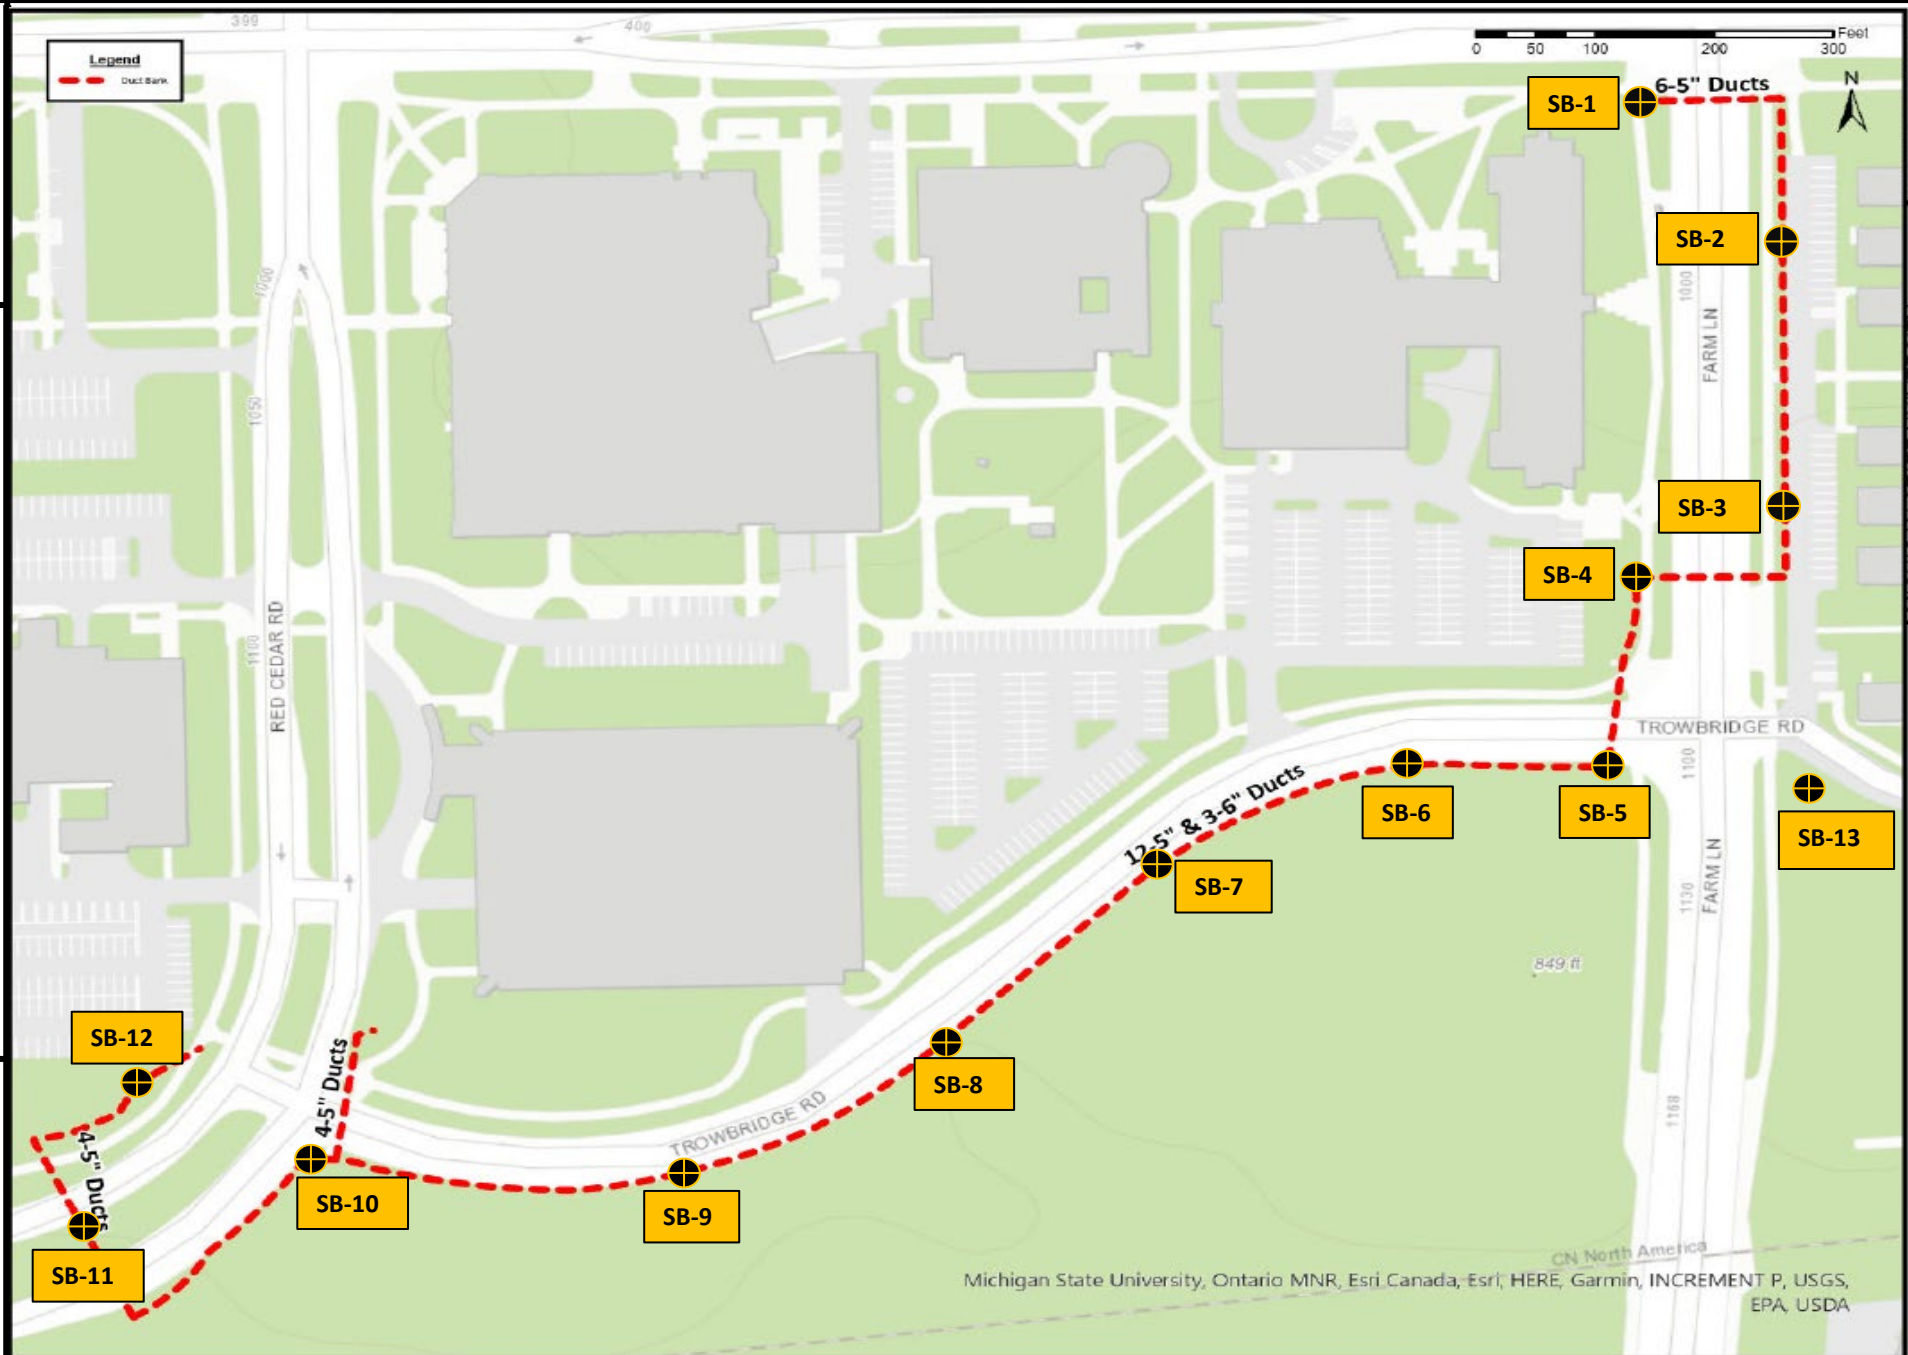 399
400
Feet
0 50 100 200 300
Legend
Duct Bank
N
6-5" Ducts
SB-1
SB-2
1000
1000
FARM LN
1050
SB-3
SB-4
RED CEDAR RD
1100
TROWBRIDGE RD
1100
12-5" & 3-6" Ducts
SB-6
SB-5
SB-13
SB-7
1130
FARM LN
849 ft
SB-12
4-5" Ducts
SB-8
TROWBRIDGE RD
1168
4-5" Ducts
SB-10
SB-9
SB-11
CN North America
Michigan State University, Ontario MNR, Esri Canada, Esri, HERE, Garmin, INCREMENT P, USGS,
EPA, USDA